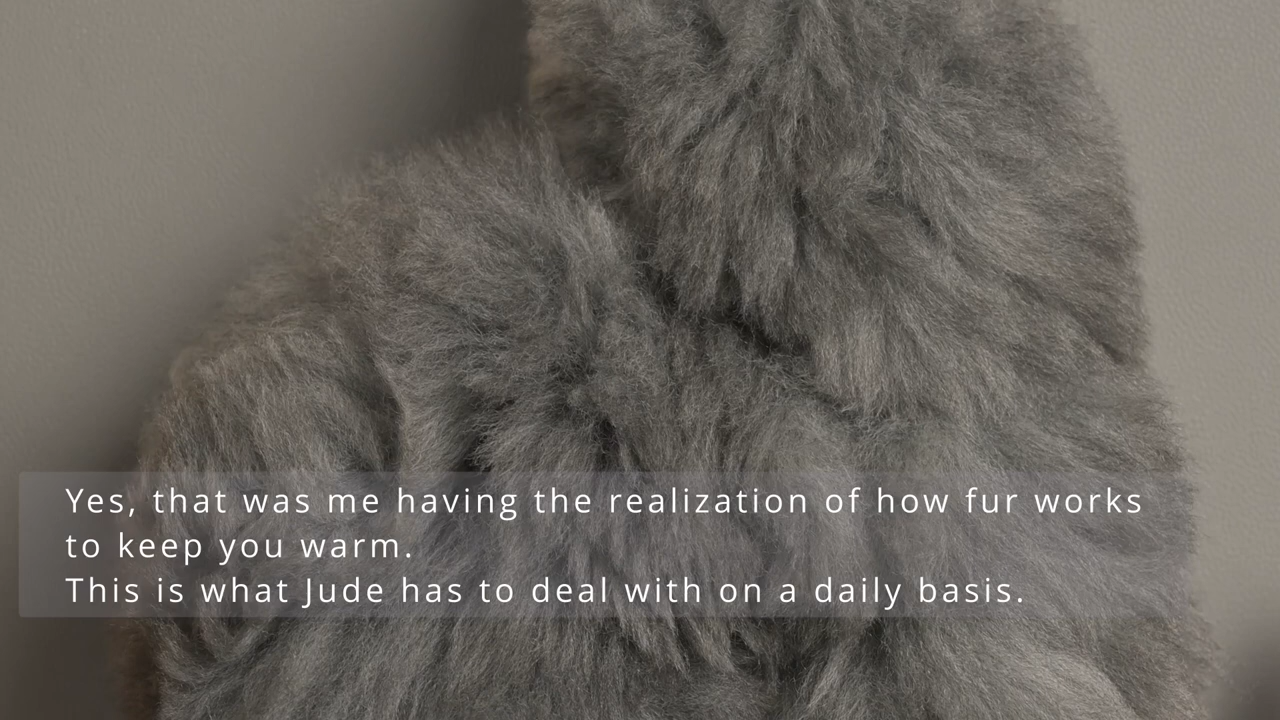 Yes, that was me having the realization of how fur works
to keep you warm.
This is what Jude has to deal with on a daily basis.